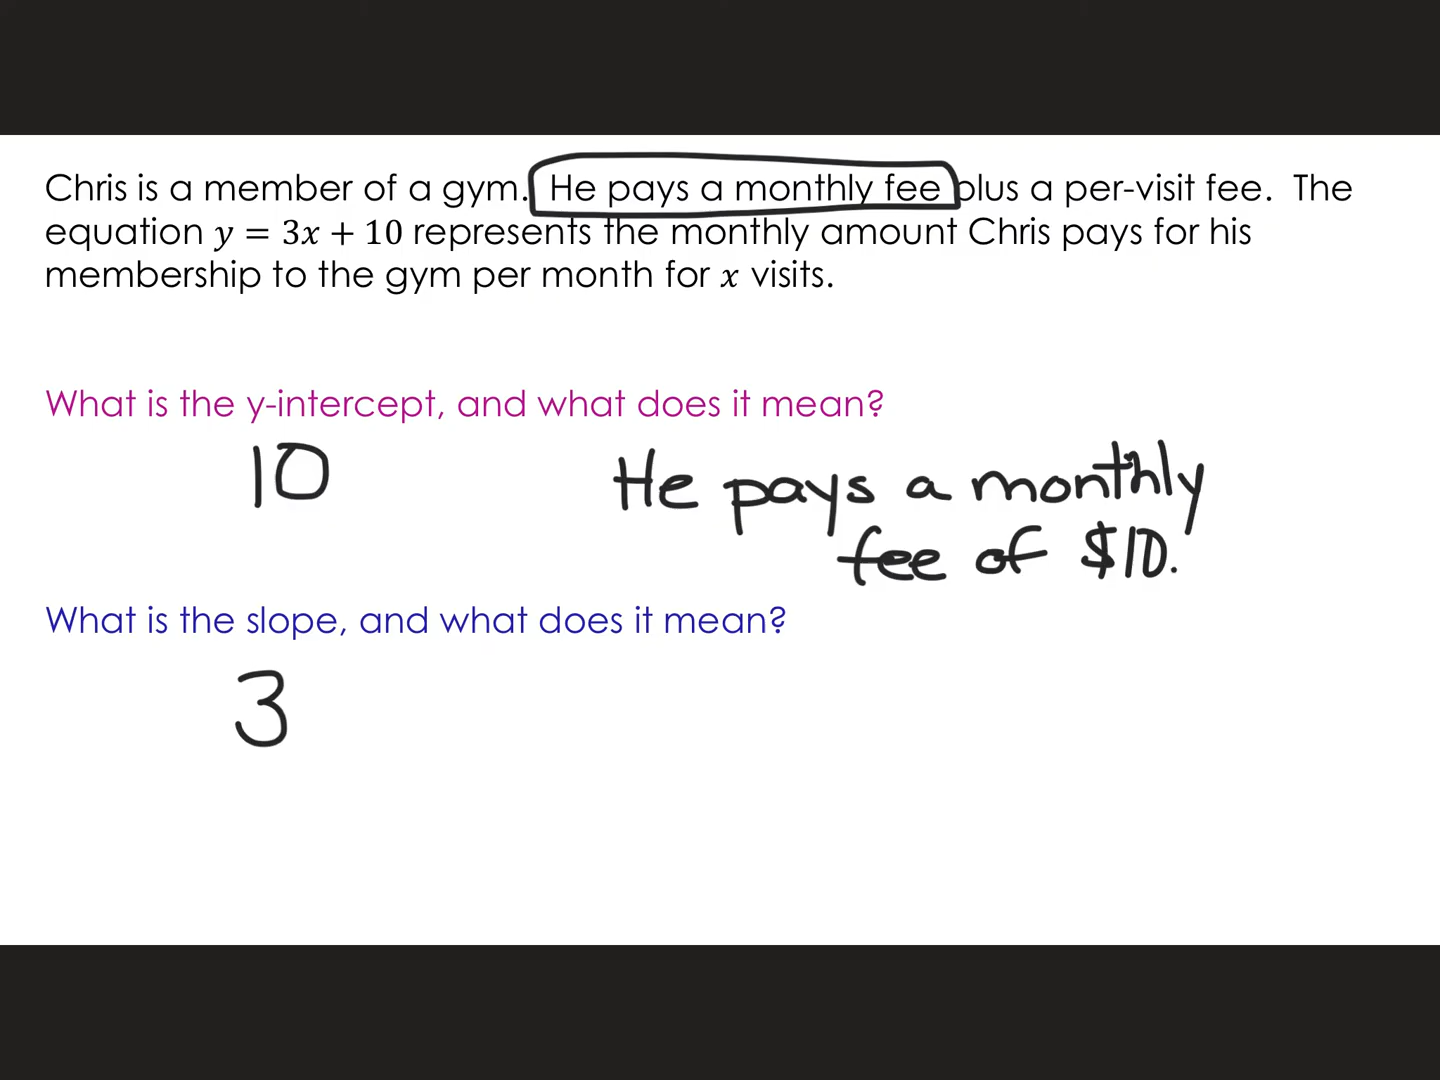 Chris is a member of a gym. He pays a monthly fee plus a per-visit fee. The
equation y = 3x + 10 represents the monthly amount Chris pays for his
membership to the gym per month for x visits.
What is the y-intercept, and what does it mean?
10 He pays a monthly
fee of $10.
What is the slope, and what does it mean?
3